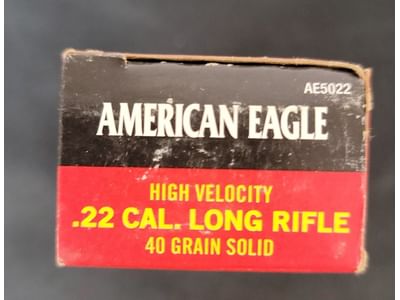 AE5022
AMERICAN EAGLE
HIGH VELOCITY
.22 CAL. LONG RIFLE
40 GRAIN SOLID